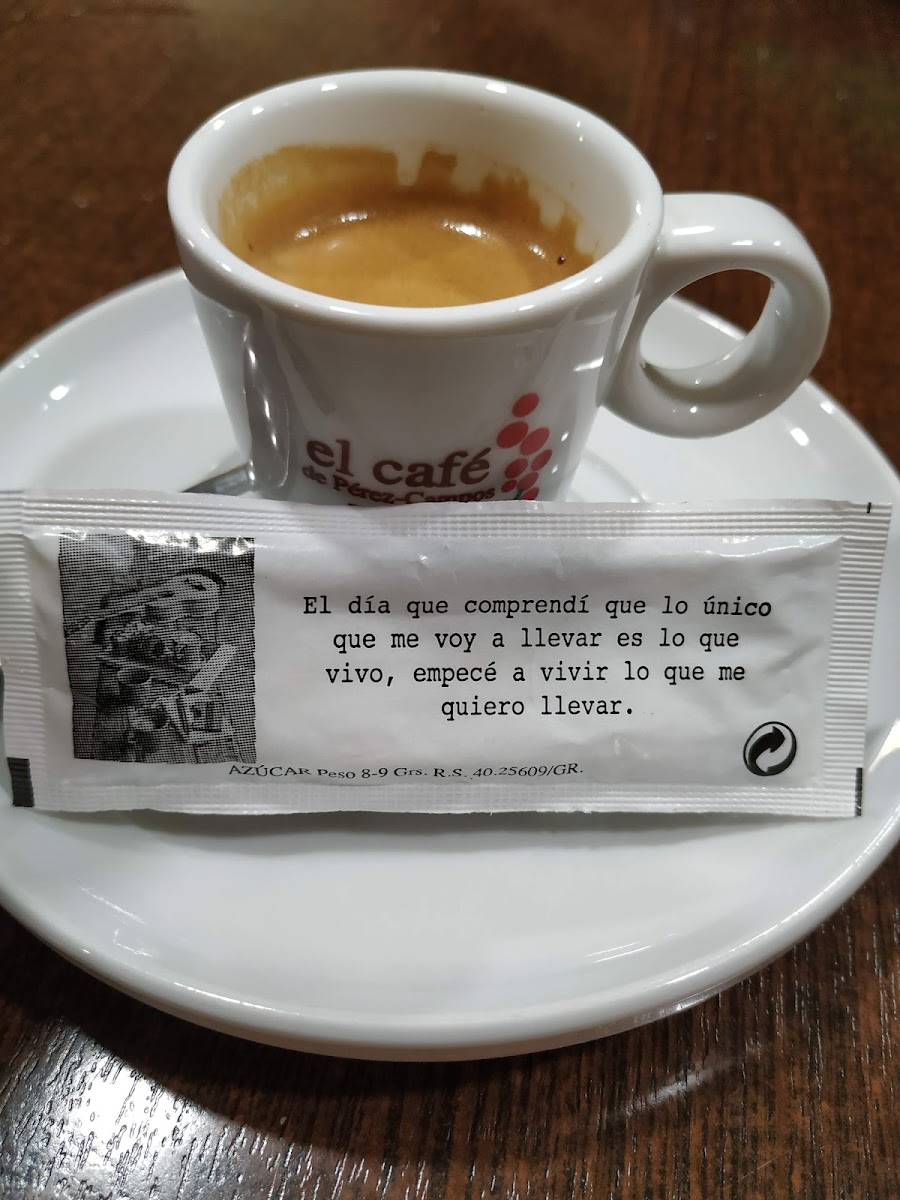 el café
de Pérez-Campos
El día que comprendí que lo único
que me voy a llevar es lo que
vivo, empecé a vivir lo que me
quiero llevar.
AZÚCAR Peso 8-9 Grs. R.S. 40.25609/GR.